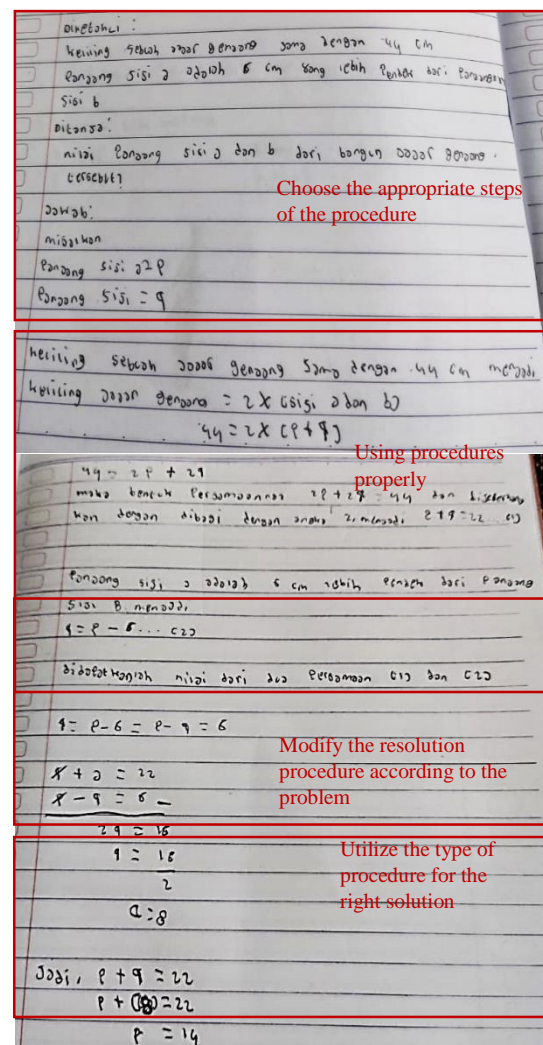 Diketahui :
Keliling sebuah jajar genjang sama dengan 44 cm
Panjang sisi a adalah 6 cm yang lebih pendek dari panjang
sisi b
Ditanya :
nilai panjang sisi a dan b dari bangun jajar genjang
tersebut?
Choose the appropriate steps
of the procedure
Jawab:
misalkan
Panjang sisi a = P
Panjang sisi = q
keliling sebuah jajar genjang sama dengan 44 cm menjadi
keliling jajar genjang = 2 x (sisi a dan b)
44 = 2 x (P + q)
Using procedures
properly
44 = 2P + 2q
maka bentuk persamaannya 2P + 2q = 44 dan
kan dengan dibagi dengan angka 2, menjadi P + q = 22 (1)
Panjang sisi a adalah 6 cm lebih pendek dari Panjang
sisi B menjadi
q = P - 6 ... (2)
didapatkanlah nilai dari dua persamaan (1) dan (2)
q = P - 6 = P - q = 6
Modify the resolution
procedure according to the
problem
+ = 22
- q = 6 -
2q = 16
q = 16
2
= 8
Utilize the type of
procedure for the
right solution
Jadi, P + q = 22
P + (8) = 22
P = 14